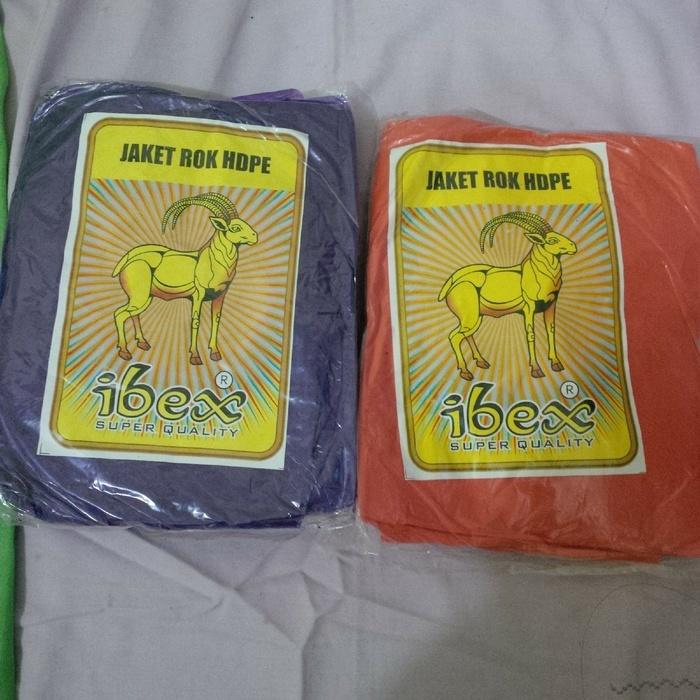 JAKET ROK HDPE
ibex ®
SUPER QUALITY
JAKET ROK HDPE
ibex ®
SUPER QUALITY